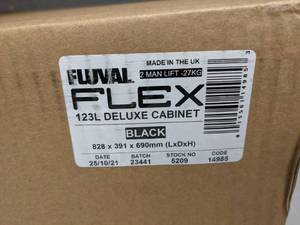 MADE IN THE UK
FLUVAL 2 MAN LIFT -27KG
FLEX
123L DELUXE CABINET
BLACK
828 x 391 x 690mm (LxDxH)
DATE BATCH STOCK NO CODE
25/10/21 23441 5209 14985